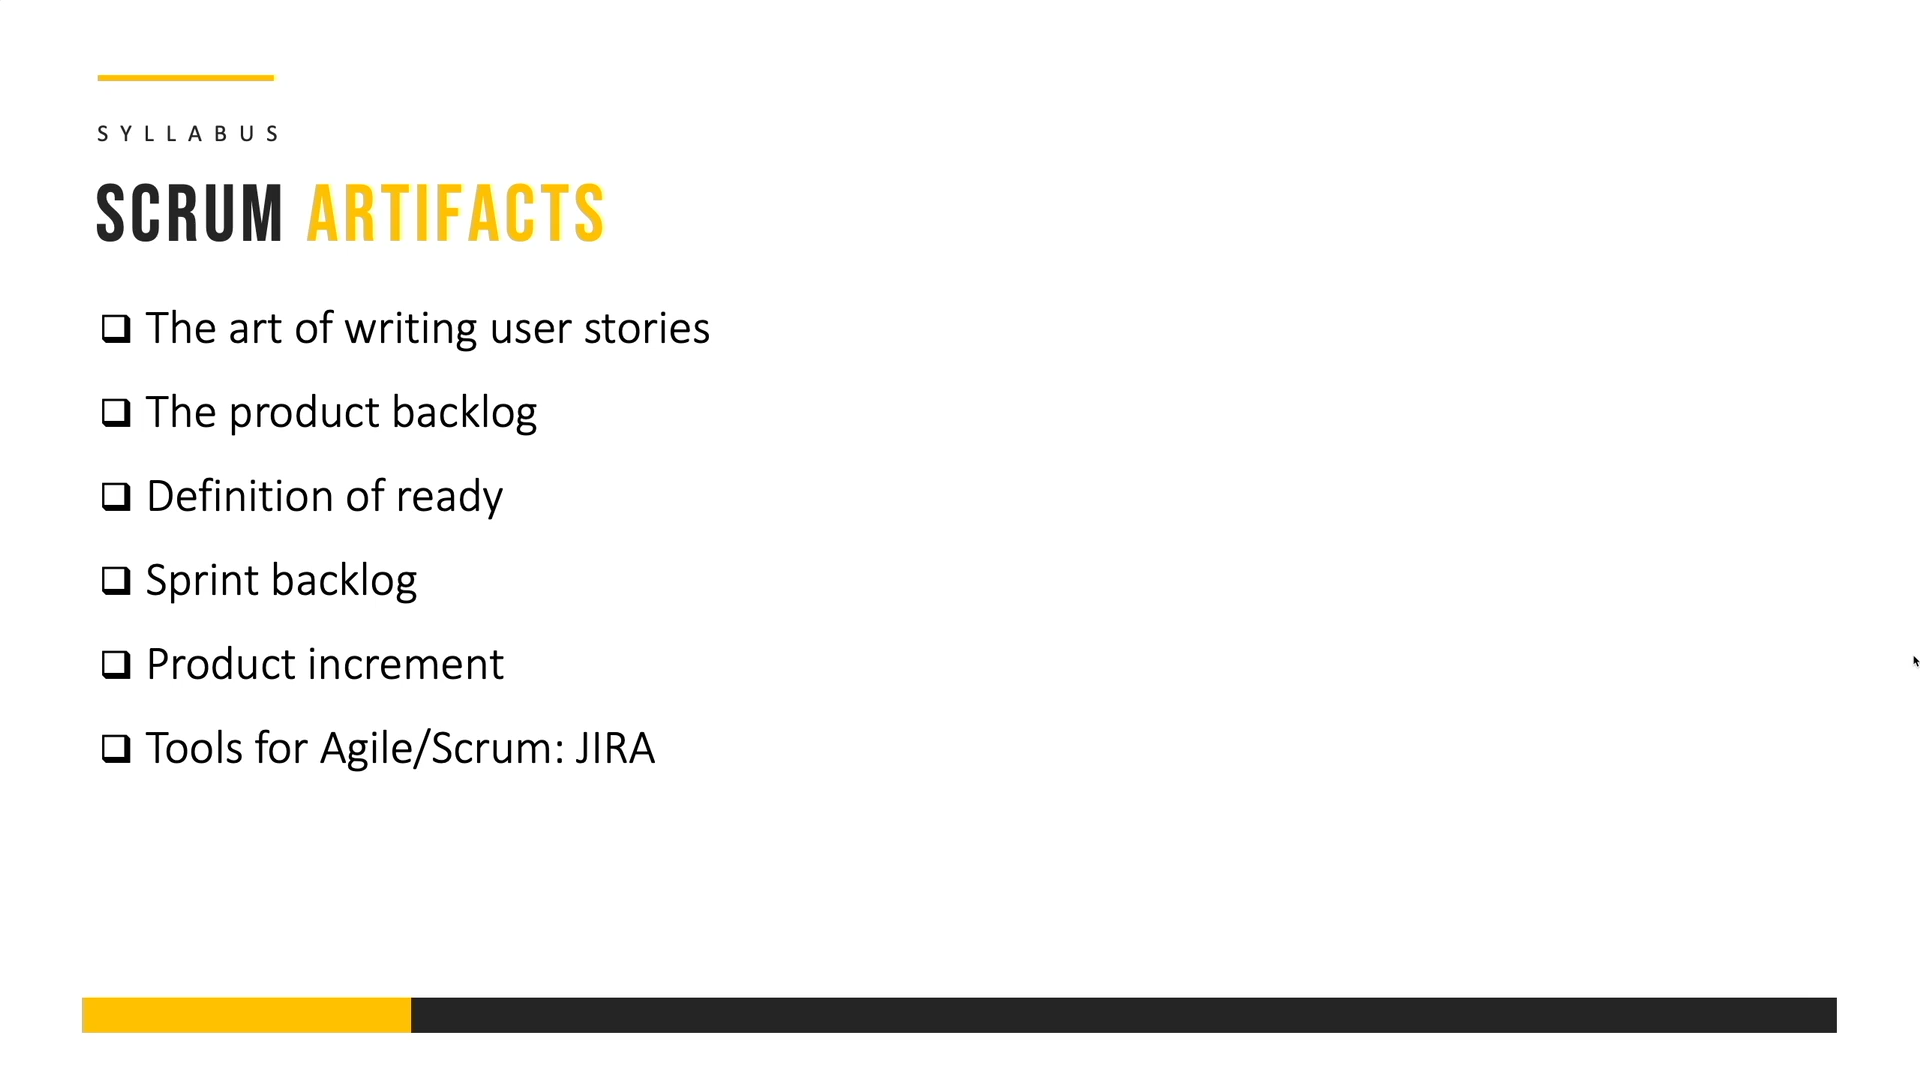 SYLLABUS
SCRUM ARTIFACTS
❑ The art of writing user stories
❑ The product backlog
❑ Definition of ready
❑ Sprint backlog
❑ Product increment
❑ Tools for Agile/Scrum: JIRA